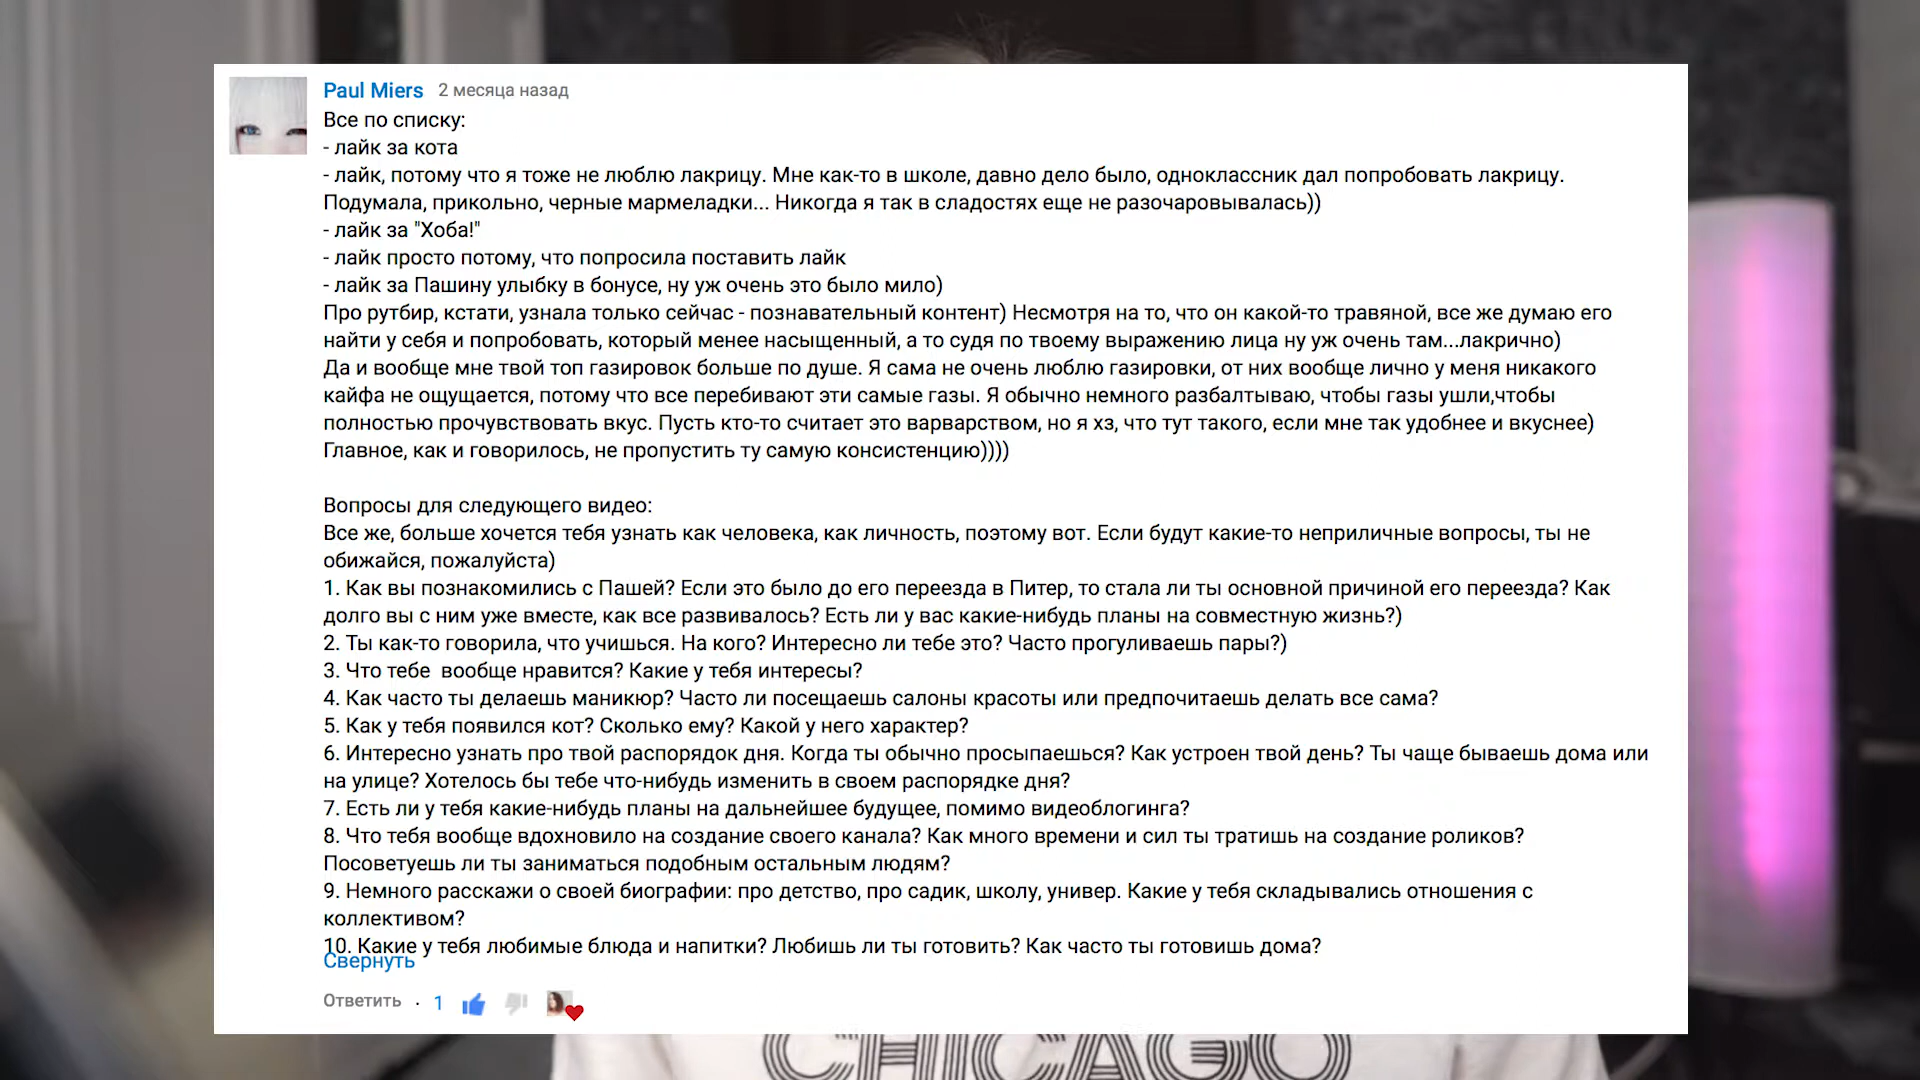 Paul Miers 2 месяца назад
Все по списку:
- лайк за кота
- лайк, потому что я тоже не люблю лакрицу. Мне как-то в школе, давно дело было, одноклассник дал попробовать лакрицу.
Подумала, прикольно, черные мармеладки... Никогда я так в сладостях еще не разочаровывалась))
- лайк за "Хоба!"
- лайк просто потому, что попросила поставить лайк
- лайк за Пашину улыбку в бонусе, ну уж очень это было мило)
Про рутбир, кстати, узнала только сейчас - познавательный контент) Несмотря на то, что он какой-то травяной, все же думаю его
найти у себя и попробовать, который менее насыщенный, а то судя по твоему выражению лица ну уж очень там...лакрично)
Да и вообще мне твой топ газировок больше по душе. Я сама не очень люблю газировки, от них вообще лично у меня никакого
кайфа не ощущается, потому что все перебивают эти самые газы. Я обычно немного разбалтываю, чтобы газы ушли,чтобы
полностью прочувствовать вкус. Пусть кто-то считает это варварством, но я хз, что тут такого, если мне так удобнее и вкуснее)
Главное, как и говорилось, не пропустить ту самую консистенцию))))
Вопросы для следующего видео:
Все же, больше хочется тебя узнать как человека, как личность, поэтому вот. Если будут какие-то неприличные вопросы, ты не
обижайся, пожалуйста)
1. Как вы познакомились с Пашей? Если это было до его переезда в Питер, то стала ли ты основной причиной его переезда? Как
долго вы с ним уже вместе, как все развивалось? Есть ли у вас какие-нибудь планы на совместную жизнь?)
2. Ты как-то говорила, что учишься. На кого? Интересно ли тебе это? Часто прогуливаешь пары?)
3. Что тебе  вообще нравится? Какие у тебя интересы?
4. Как часто ты делаешь маникюр? Часто ли посещаешь салоны красоты или предпочитаешь делать все сама?
5. Как у тебя появился кот? Сколько ему? Какой у него характер?
6. Интересно узнать про твой распорядок дня. Когда ты обычно просыпаешься? Как устроен твой день? Ты чаще бываешь дома или
на улице? Хотелось бы тебе что-нибудь изменить в своем распорядке дня?
7. Есть ли у тебя какие-нибудь планы на дальнейшее будущее, помимо видеоблогинга?
8. Что тебя вообще вдохновило на создание своего канала? Как много времени и сил ты тратишь на создание роликов?
Посоветуешь ли ты заниматься подобным остальным людям?
9. Немного расскажи о своей биографии: про детство, про садик, школу, универ. Какие у тебя складывались отношения с
коллективом?
10. Какие у тебя любимые блюда и напитки? Любишь ли ты готовить? Как часто ты готовишь дома?
Свернуть
Ответить · 1
CHICAGO